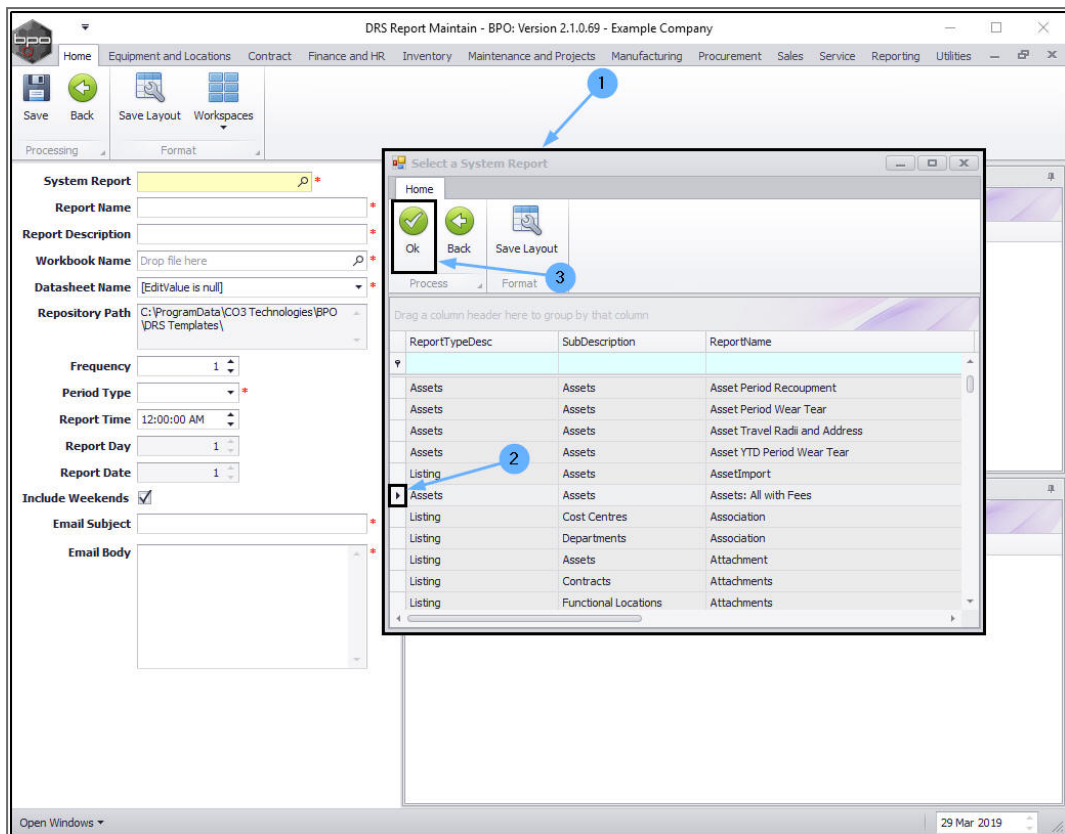 DRS Report Maintain - BPO: Version 2.1.0.69 - Example Company
bpo
Home Equipment and Locations Contract Finance and HR Inventory Maintenance and Projects Manufacturing Procurement Sales Service Reporting Utilities
Save Back Save Layout Workspaces
Processing Format
1
System Report *
Report Name *
Report Description *
Workbook Name Drop file here *
Datasheet Name [EditValue is null] *
Repository Path C:\ProgramData\CO3 Technologies\BPO
\DRS Templates\
Frequency 1
Period Type *
Report Time 12:00:00 AM
Report Day 1
Report Date 1
Include Weekends
Email Subject *
Email Body *
Select a System Report
Home
Ok Back Save Layout
Process Format
3
Drag a column header here to group by that column
ReportTypeDesc SubDescription ReportName
Assets Assets Asset Period Recoupment
Assets Assets Asset Period Wear Tear
Assets Assets Asset Travel Radii and Address
Assets Assets Asset YTD Period Wear Tear
2
Listing Assets AssetImport
Assets Assets Assets: All with Fees
Listing Cost Centres Association
Listing Departments Association
Listing Assets Attachment
Listing Contracts Attachments
Listing Functional Locations Attachments
Open Windows 29 Mar 2019